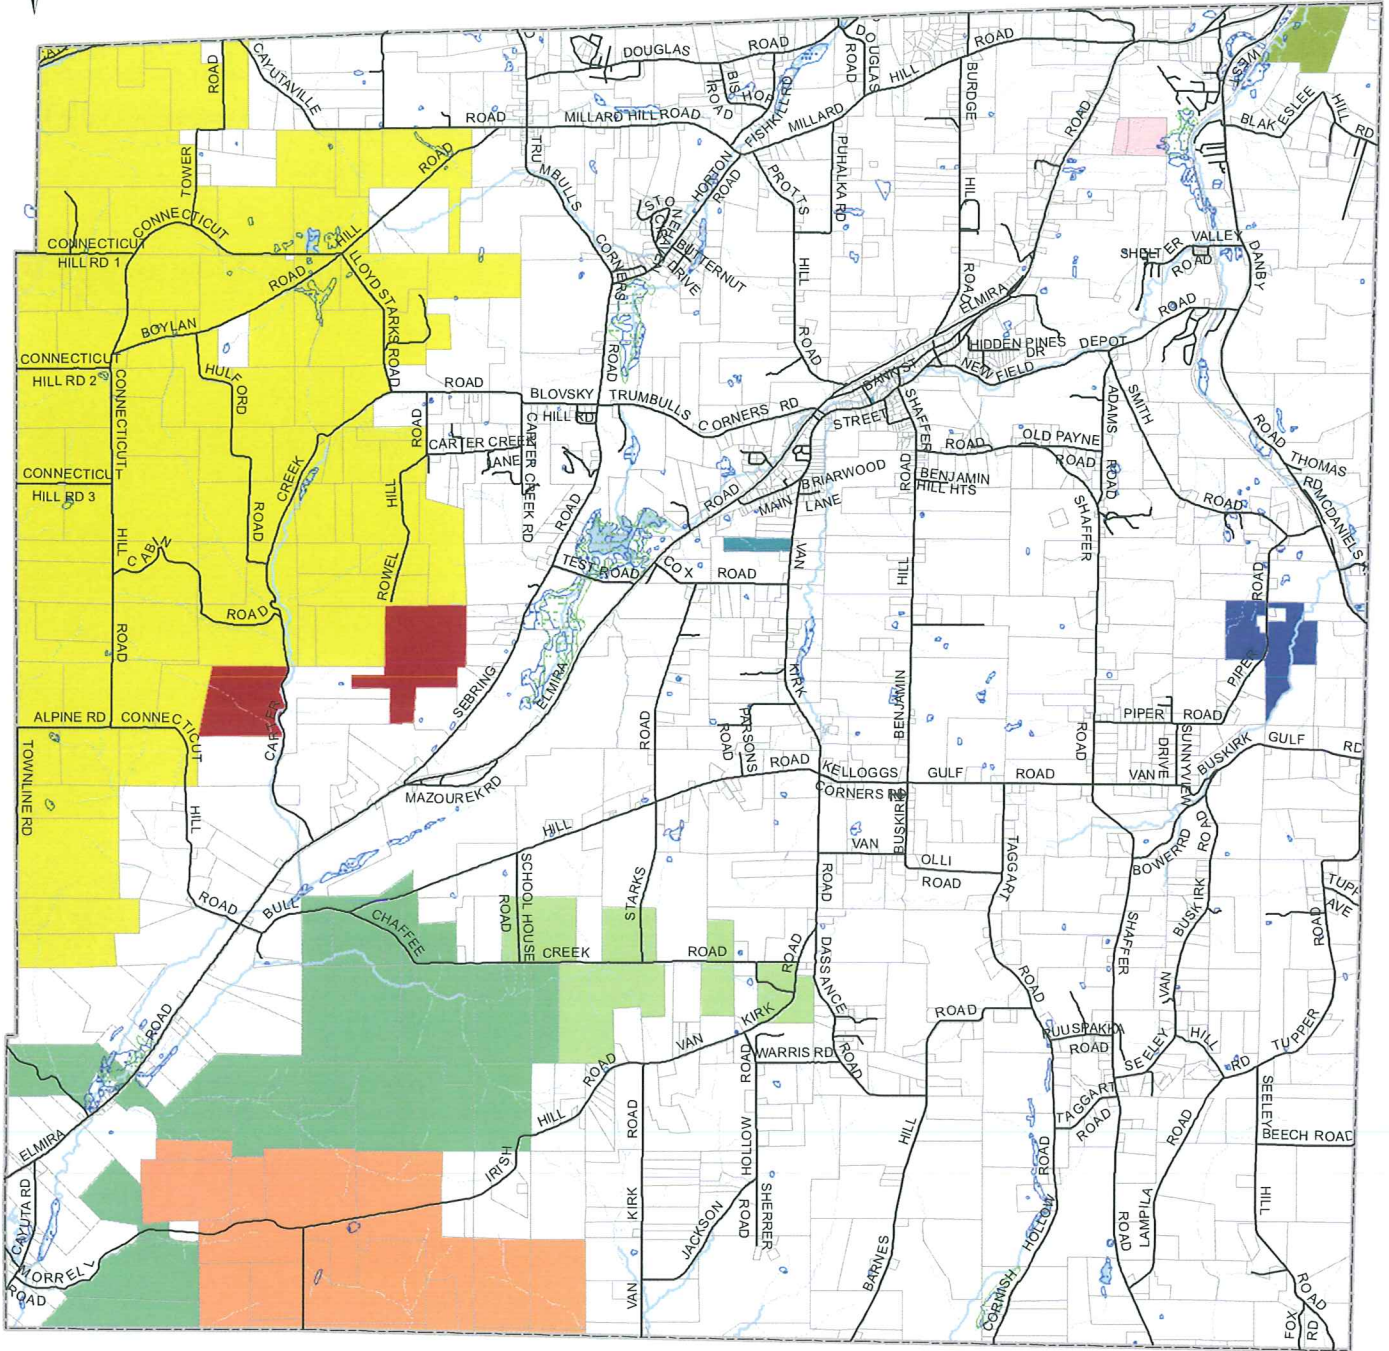 DOUGLAS
ROAD
DOUGLAS
ROAD
ROAD
CAYUTAVILLE
ROAD
BIS
HOP
ROAD
HILL
BURDGE
WEST
BLAKESLEE
HILL RD
ROAD
MILLARD HILL ROAD
FISHKILL RD
MILLARD
ROAD
TOWER
ROAD
TRUMBULLS
HORTON
ROAD
PROTTS
PUHALKA RD
HILL
CONNECTICUT
HILL
CONNECTICUT
HILL RD 1
STONEH
DRIVE
BUTTERNUT
SHELTER
VALLEY
ROAD
DANBY
CORNERS
HILL
ROAD
ELMIRA
ROAD
LLOYD STARKS ROAD
ROAD
BOYLAN
ROAD
ROAD
HIDDEN PINES
DR
DEPOT
CONNECTICUT
HILL RD 2
CONNECTICUT
HULFORD
ROAD
BLOVSKY
HILL RD
TRUMBULLS
CORNERS RD
BANK ST
NEWFIELD
STREET
SHAFFER
ADAMS
SMITH
ROAD
CARTER CREEK
LANE
CARTER CREEK RD
ROAD
OLD PAYNE
ROAD
ROAD
ROAD
THOMAS
RD
MCDANIELS
CONNECTICUT
HILL RD 3
CREEK
ROAD
HILL
ROAD
ROAD
MAIN
BRIARWOOD
LANE
ROAD
BENJAMIN
HILL HTS
SHAFFER
ROAD
HILL
CABIN
ROAD
ROWEL
TEST ROAD
COX
ROAD
VAN
HILL
ROAD
ROAD
ALPINE RD
CONNECTICUT
CARTER
SEBRING
ELMIRA
ROAD
KIRK
BENJAMIN
PIPER
PARSONS
ROAD
ROAD
PIPER
ROAD
SUNNVIEW
DRIVE
BUSKIRK
GULF
RD
TOWNLINE RD
HILL
MAZOUREK RD
ROAD
KELLOGGS
CORNERS RD
GULF
ROAD
VAN
HILL
VAN
BUSKIRK
OLLI
ROAD
TAGGART
BOWER RD
ROAD
ROAD
BULL
CHAFFEE
SCHOOL HOUSE
ROAD
STARKS
ROAD
SHAFFER
BUSKIRK
AVE
ROAD
CREEK
ROAD
ROAD
DASSANCE
ROAD
VAN
ROAD
KIRK
VAN
ROAD
ROAD
RUUSPAKKA
ROAD
SEELEY
HILL
RD
TUPPER
WARRIS RD
ROAD
ROAD
ELMIRA
HILL
ROAD
IRISH
HOLLOW
ROAD
HILL
TAGGART
ROAD
ROAD
ROAD
SEELEY
BEECH ROAD
CAYUTA RD
KIRK
SHERRER
HILL
MORRELL
ROAD
JACKSON
BARNES
HOLLOW
ROAD
LAMPILA
VAN
CORNISH
ROAD
FOX
RD